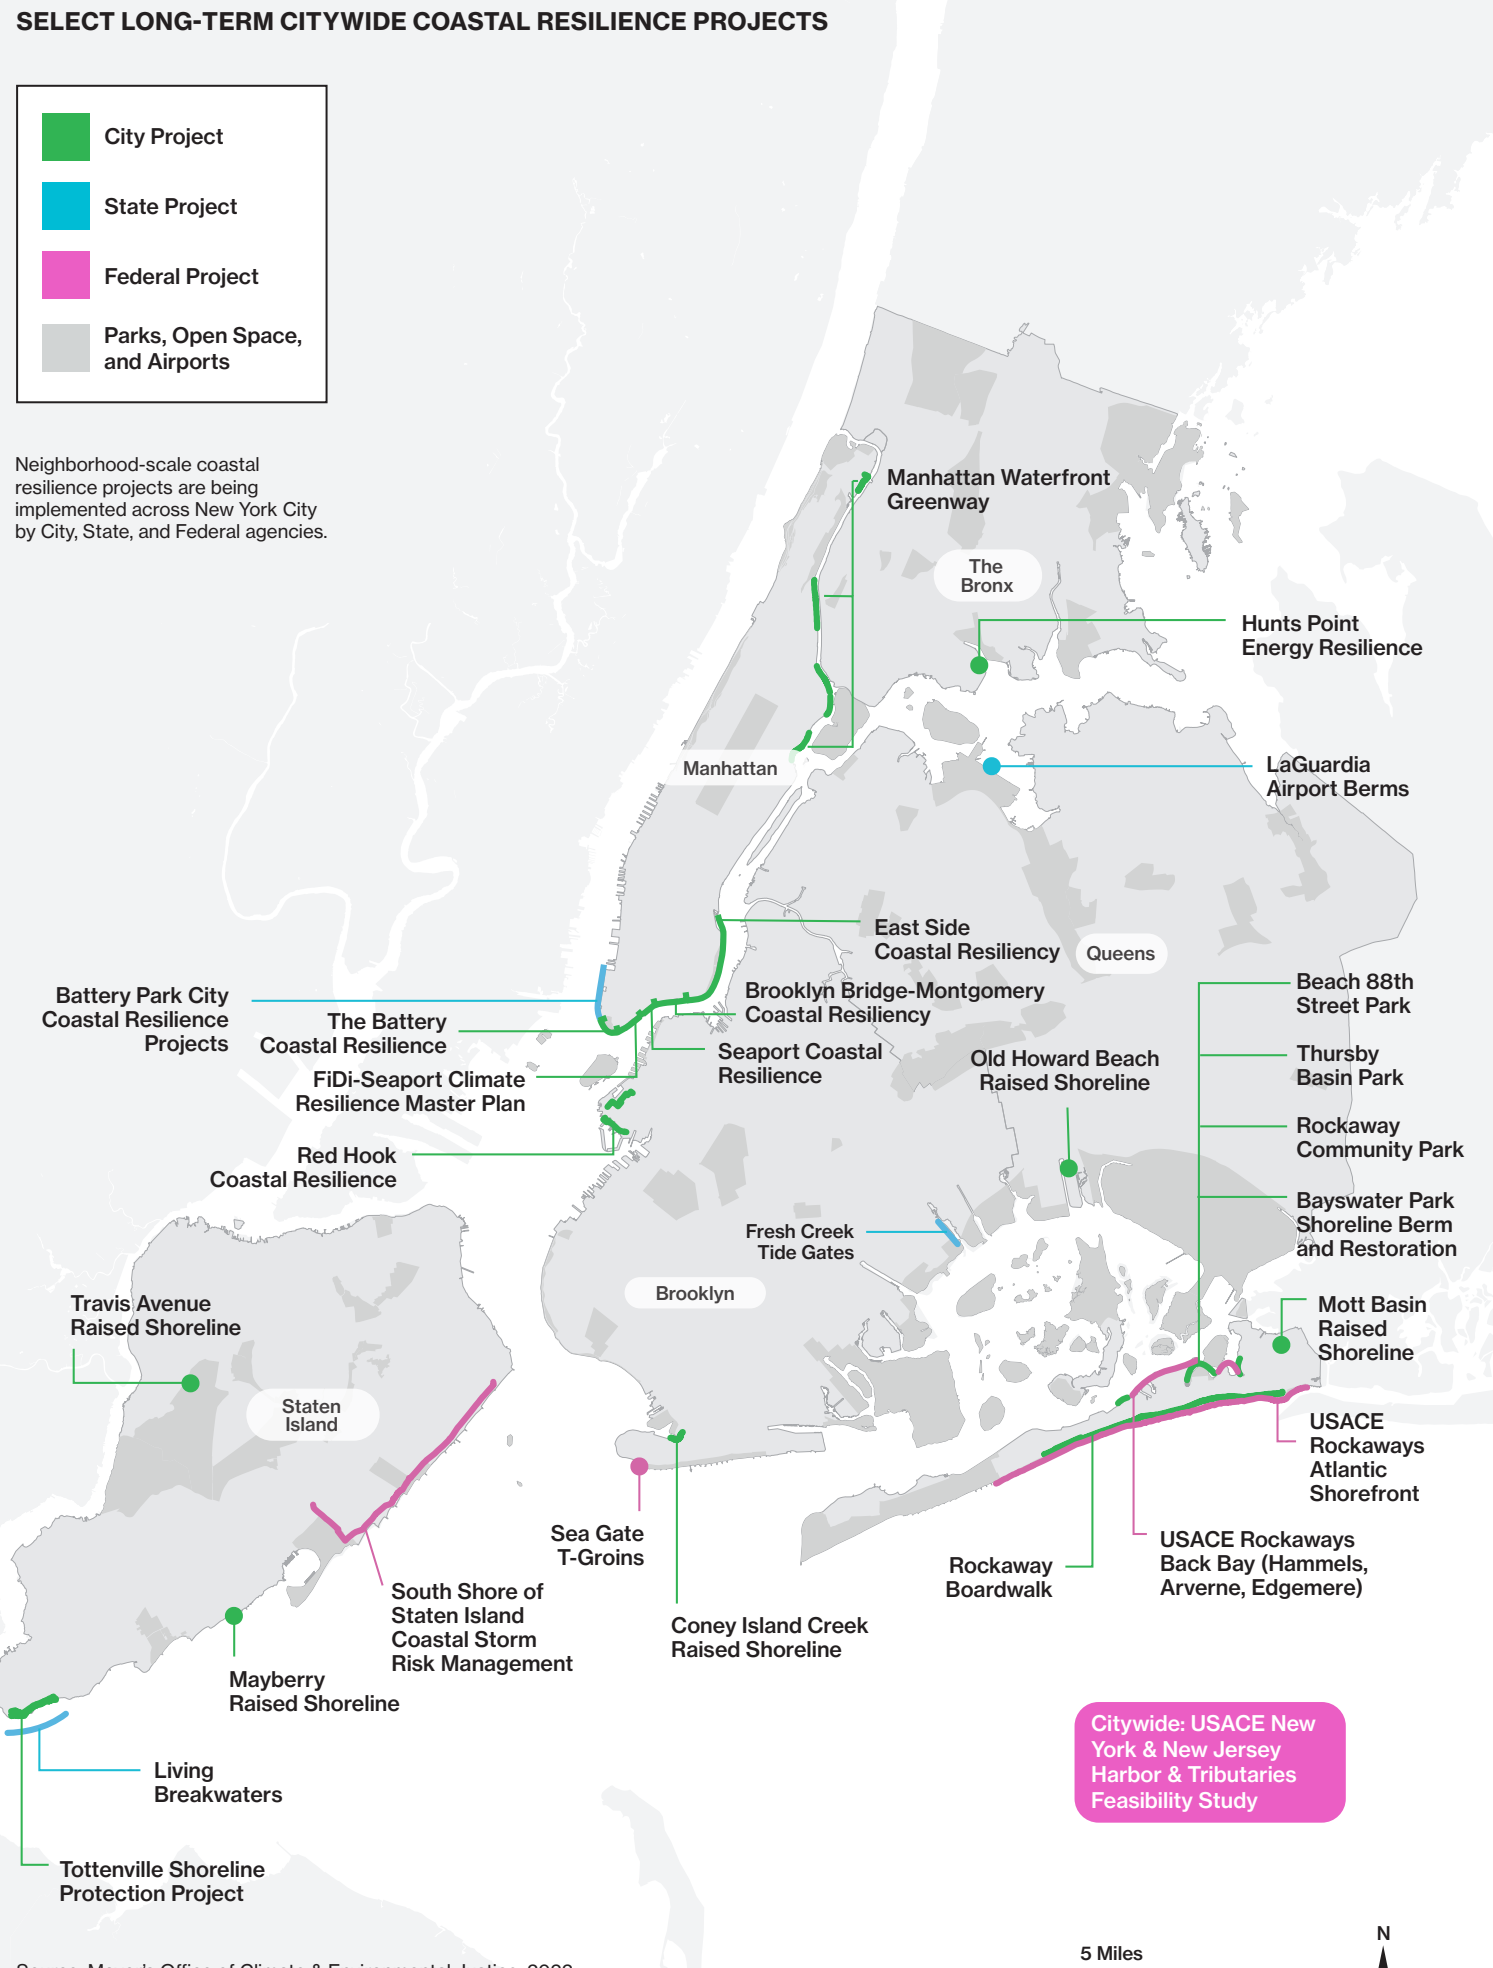 SELECT LONG-TERM CITYWIDE COASTAL RESILIENCE PROJECTS
City Project
State Project
Federal Project
Parks, Open Space,
and Airports
Neighborhood-scale coastal
resilience projects are being
implemented across New York City
by City, State, and Federal agencies.
Manhattan Waterfront
Greenway
The
Bronx
Hunts Point
Energy Resilience
Manhattan
LaGuardia
Airport Berms
East Side
Coastal Resiliency
Queens
Battery Park City
Coastal Resilience
Projects
The Battery
Coastal Resilience
Brooklyn Bridge-Montgomery
Coastal Resiliency
Seaport Coastal
Resilience
FiDi-Seaport Climate
Resilience Master Plan
Red Hook
Coastal Resilience
Old Howard Beach
Raised Shoreline
Beach 88th
Street Park
Thursby
Basin Park
Rockaway
Community Park
Bayswater Park
Shoreline Berm
and Restoration
Fresh Creek
Tide Gates
Brooklyn
Mott Basin
Raised
Shoreline
Travis Avenue
Raised Shoreline
Staten
Island
USACE
Rockaways
Atlantic
Shorefront
Sea Gate
T-Groins
USACE Rockaways
Back Bay (Hammels,
Arverne, Edgemere)
Rockaway
Boardwalk
South Shore of
Staten Island
Coastal Storm
Risk Management
Coney Island Creek
Raised Shoreline
Mayberry
Raised Shoreline
Citywide: USACE New
York & New Jersey
Harbor & Tributaries
Feasibility Study
Living
Breakwaters
Tottenville Shoreline
Protection Project
5 Miles
N